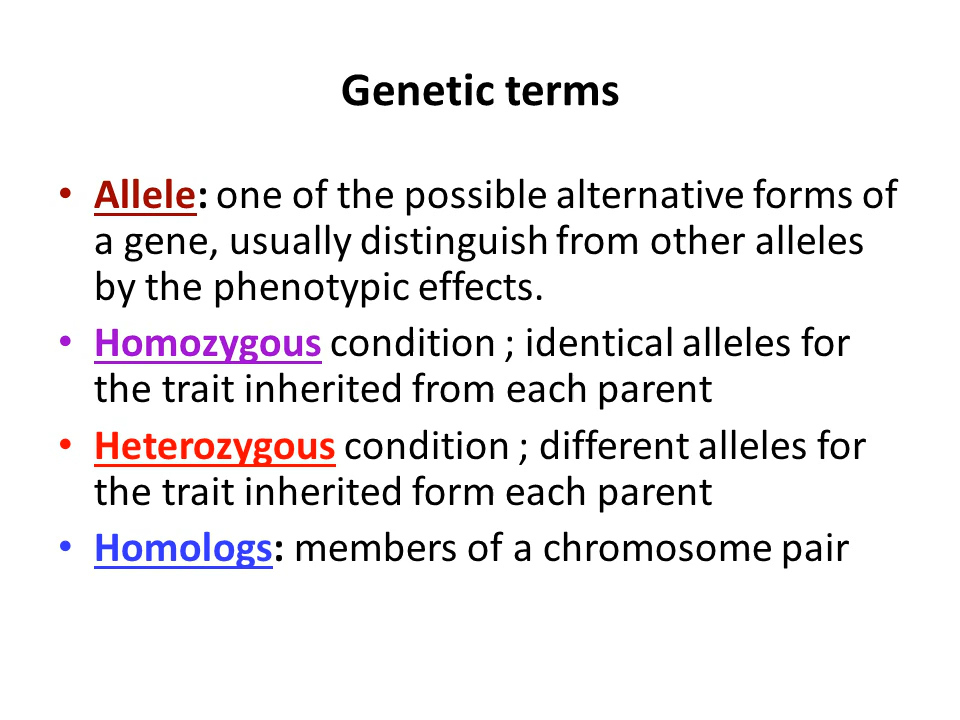 Genetic terms
• Allele: one of the possible alternative forms of
a gene, usually distinguish from other alleles
by the phenotypic effects.
• Homozygous condition ; identical alleles for
the trait inherited from each parent
• Heterozygous condition ; different alleles for
the trait inherited form each parent
• Homologs: members of a chromosome pair